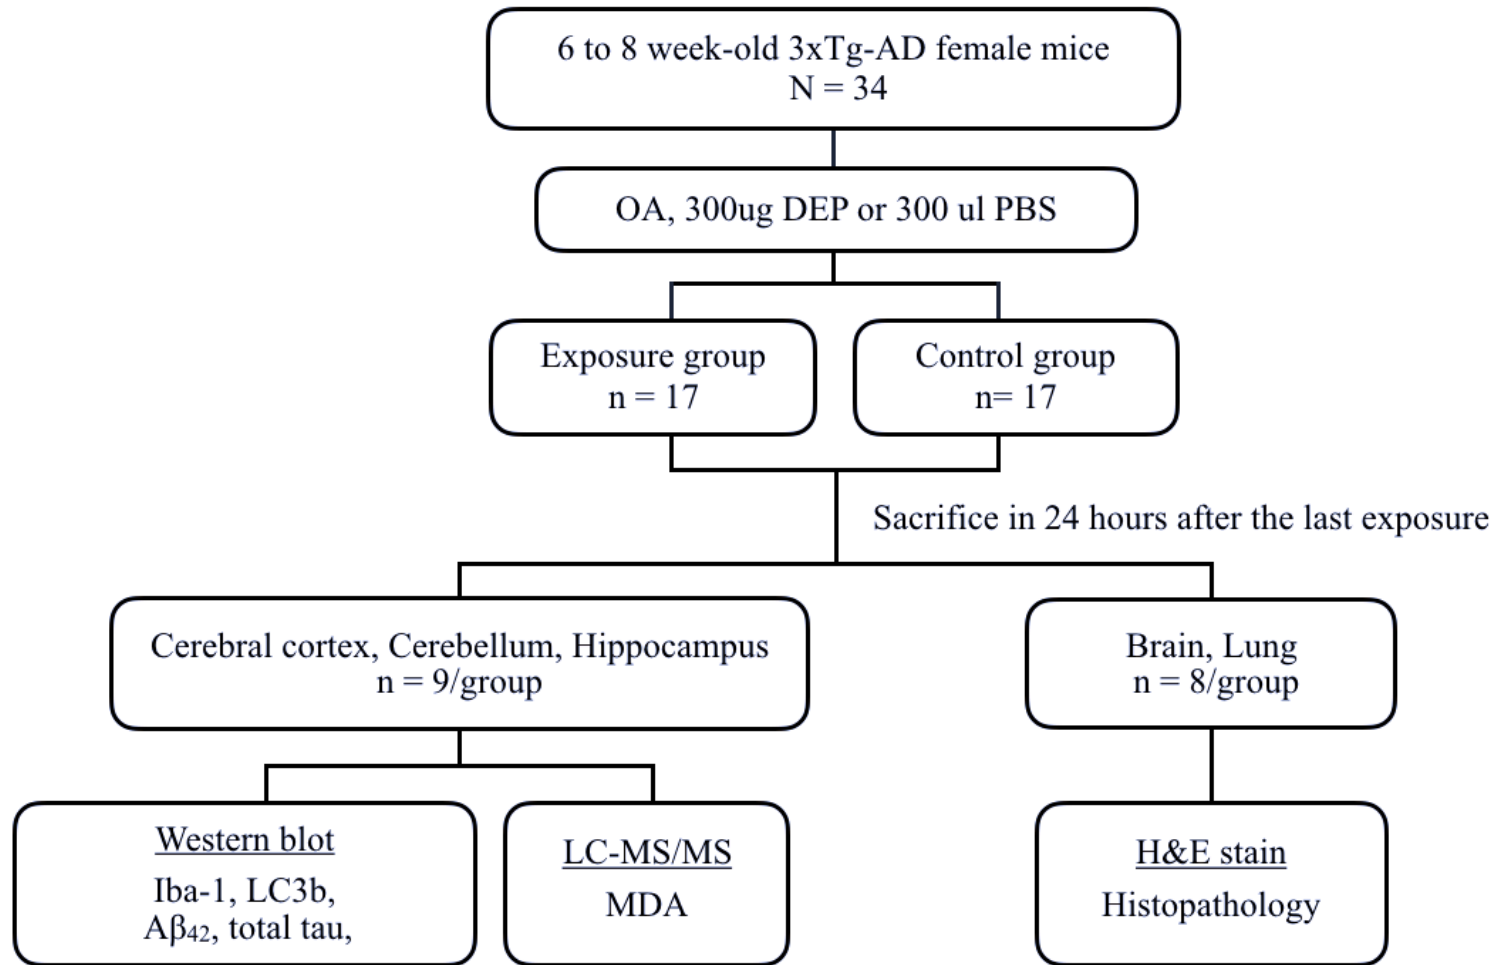 6 to 8 week-old 3xTg-AD female mice
N = 34
OA, 300ug DEP or 300 ul PBS
Exposure group
n = 17
Control group
n= 17
Sacrifice in 24 hours after the last exposure
Cerebral cortex, Cerebellum, Hippocampus
n = 9/group
Brain, Lung
n = 8/group
Western blot
Iba-1, LC3b,
Aβ₄₂, total tau,
LC-MS/MS
MDA
H&E stain
Histopathology